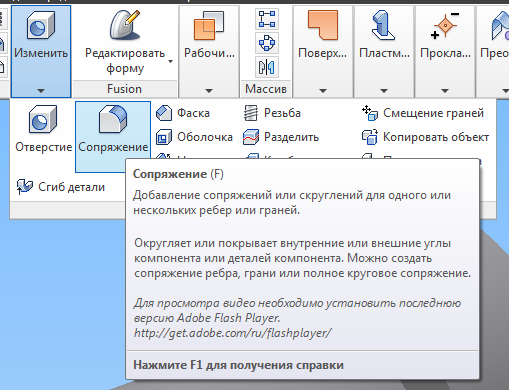 Изменить
Редактировать
форму
Fusion
Рабочи...
Массив
Поверх...
Пластм...
Прокла...
Отверстие
Сопряжение
Фаска
Оболочка
Резьба
Разделить
Смещение граней
Копировать объект
Сгиб детали
Сопряжение (F)
Добавление сопряжений или скруглений для одного или
нескольких ребер или граней.
Округляет или покрывает внутренние или внешние углы
компонента или деталей компонента. Можно создать
сопряжение ребра, грани или полное круговое сопряжение.
Для просмотра видео необходимо установить последнюю
версию Adobe Flash Player.
http://get.adobe.com/ru/flashplayer/
Нажмите F1 для получения справки